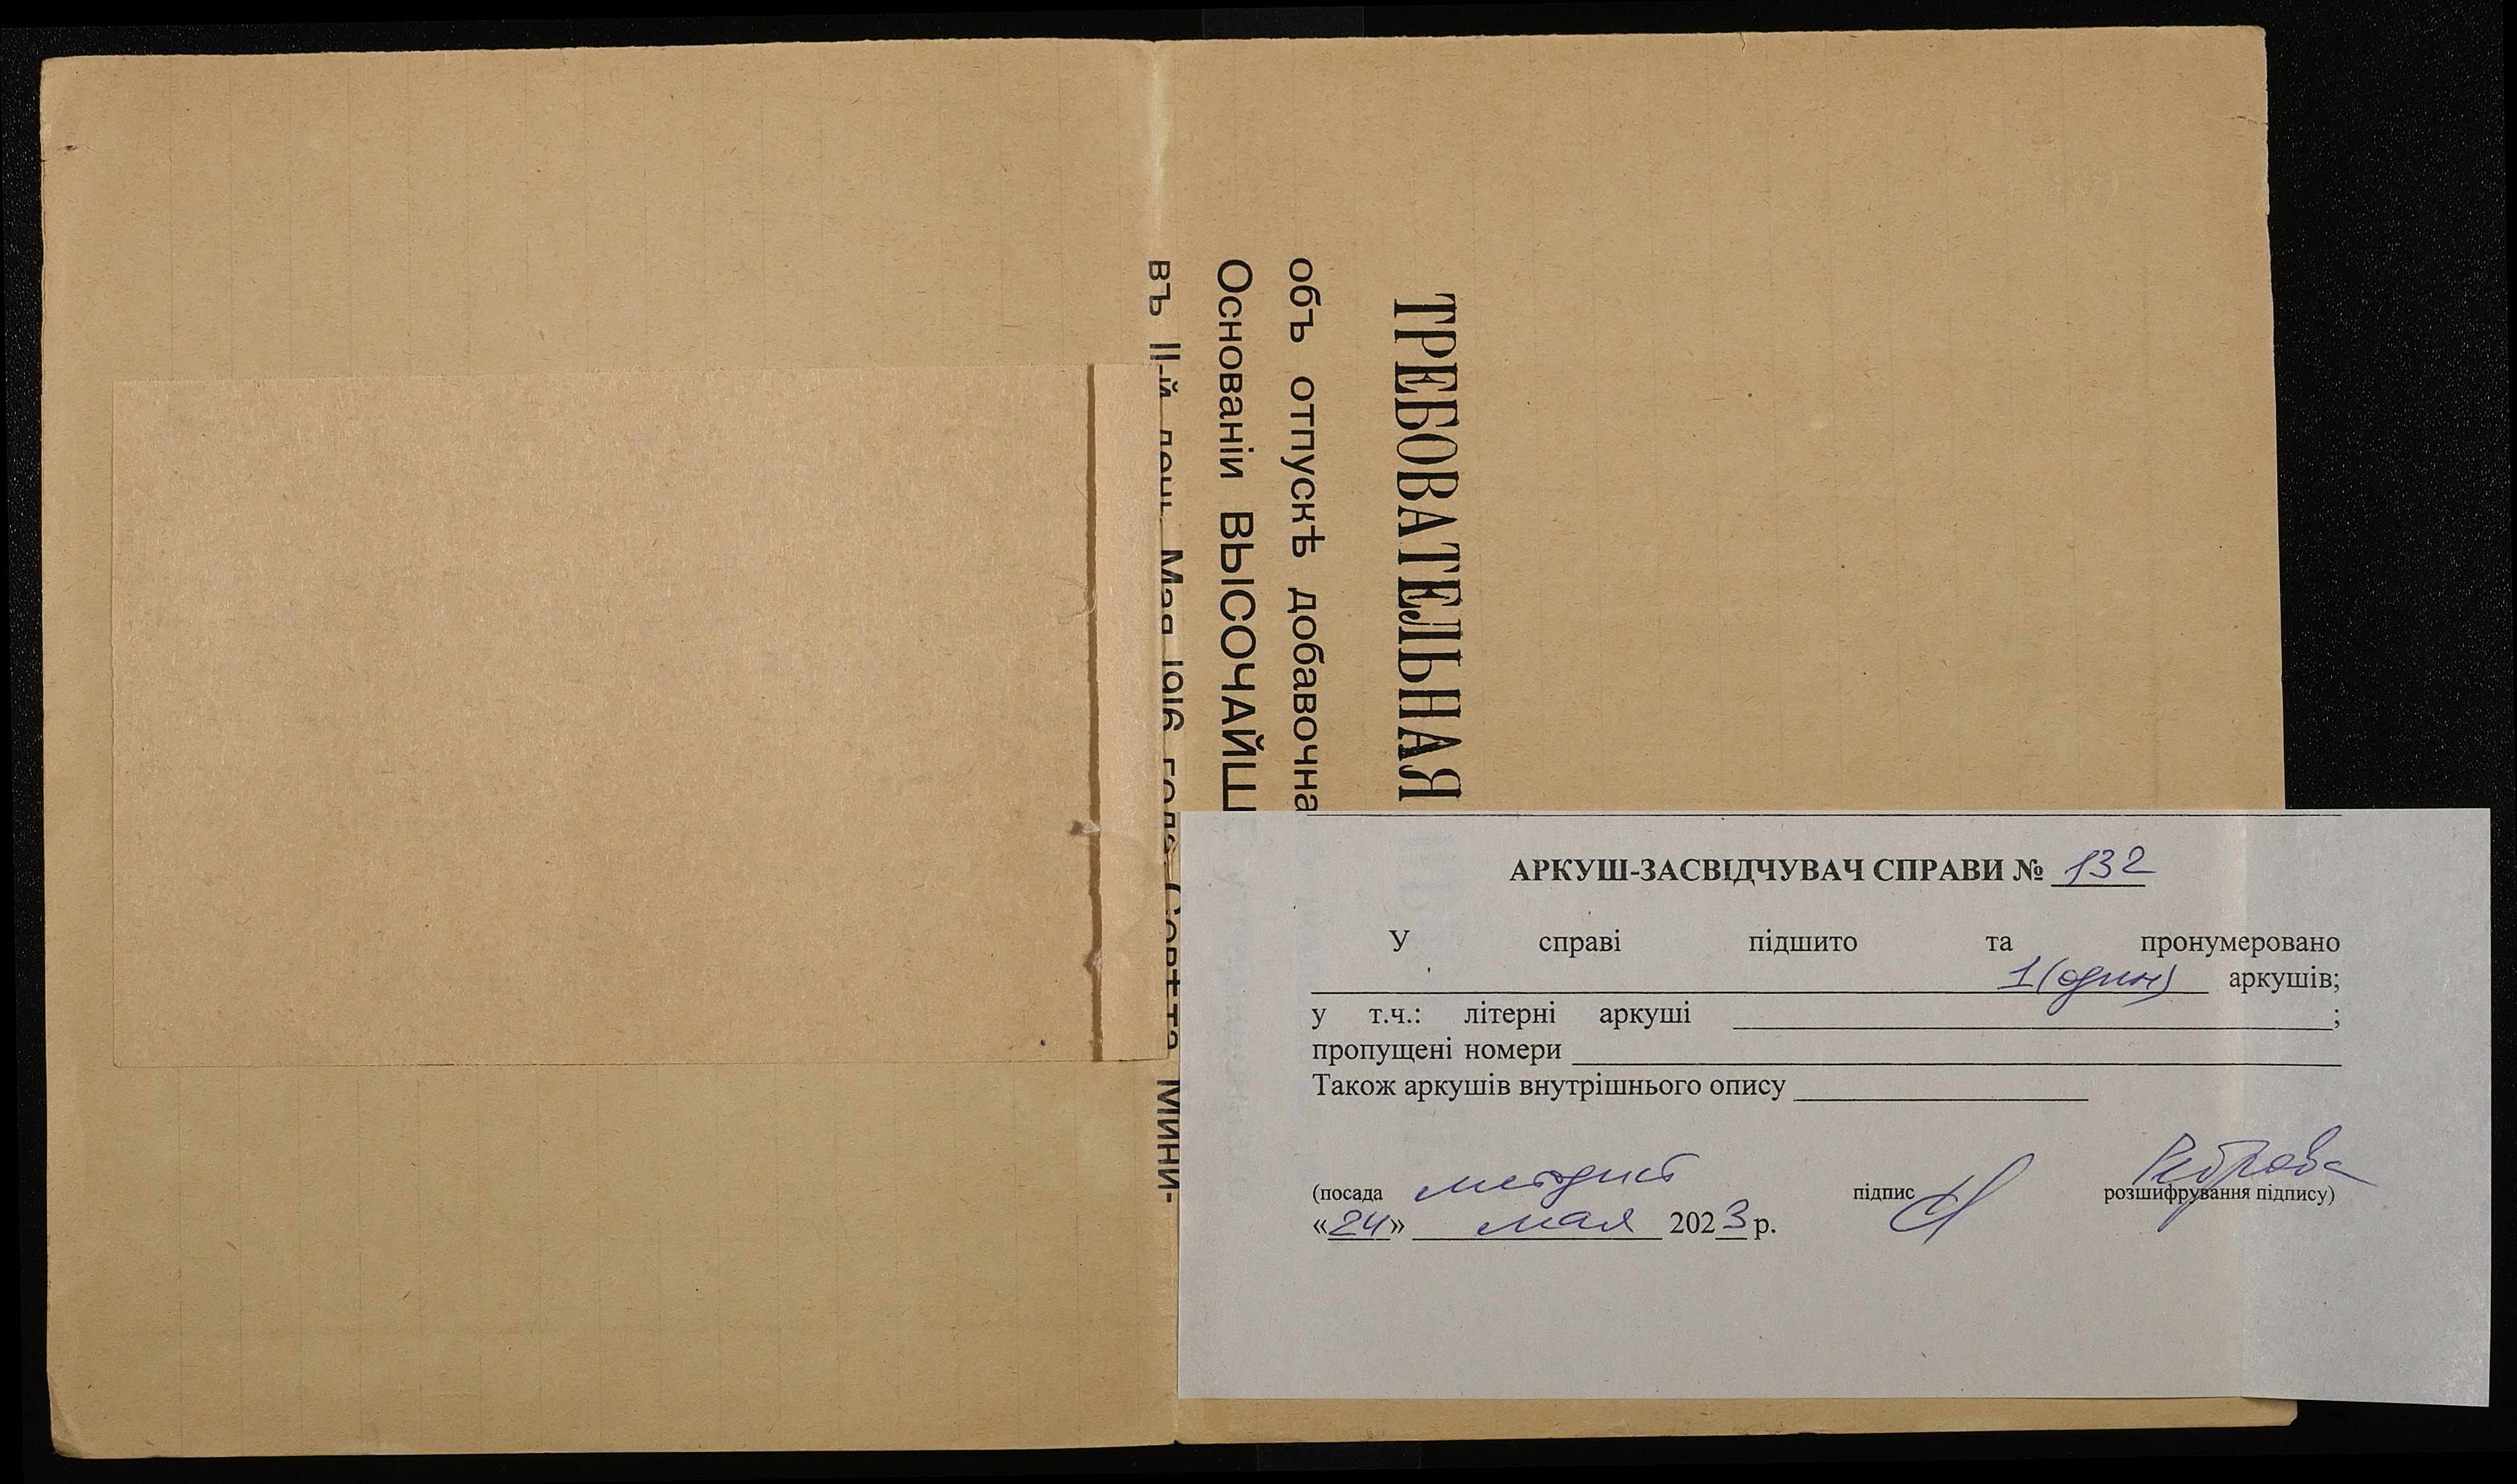 ТРЕБОВАТЕЛЬНАЯ
объ отпускѣ добавочна
Основаніи ВЫСОЧАЙШ
въ II-й день Мая 1916 года Совѣта Мини-
АРКУШ-ЗАСВІДЧУВАЧ СПРАВИ № 132
У справі підшито та пронумеровано
1 (один) аркушів;
у т.ч.: літерні аркуші ;
пропущені номери
Також аркушів внутрішнього опису
(посада методист підпис розшифрування підпису)
«24» мая 2023 р.